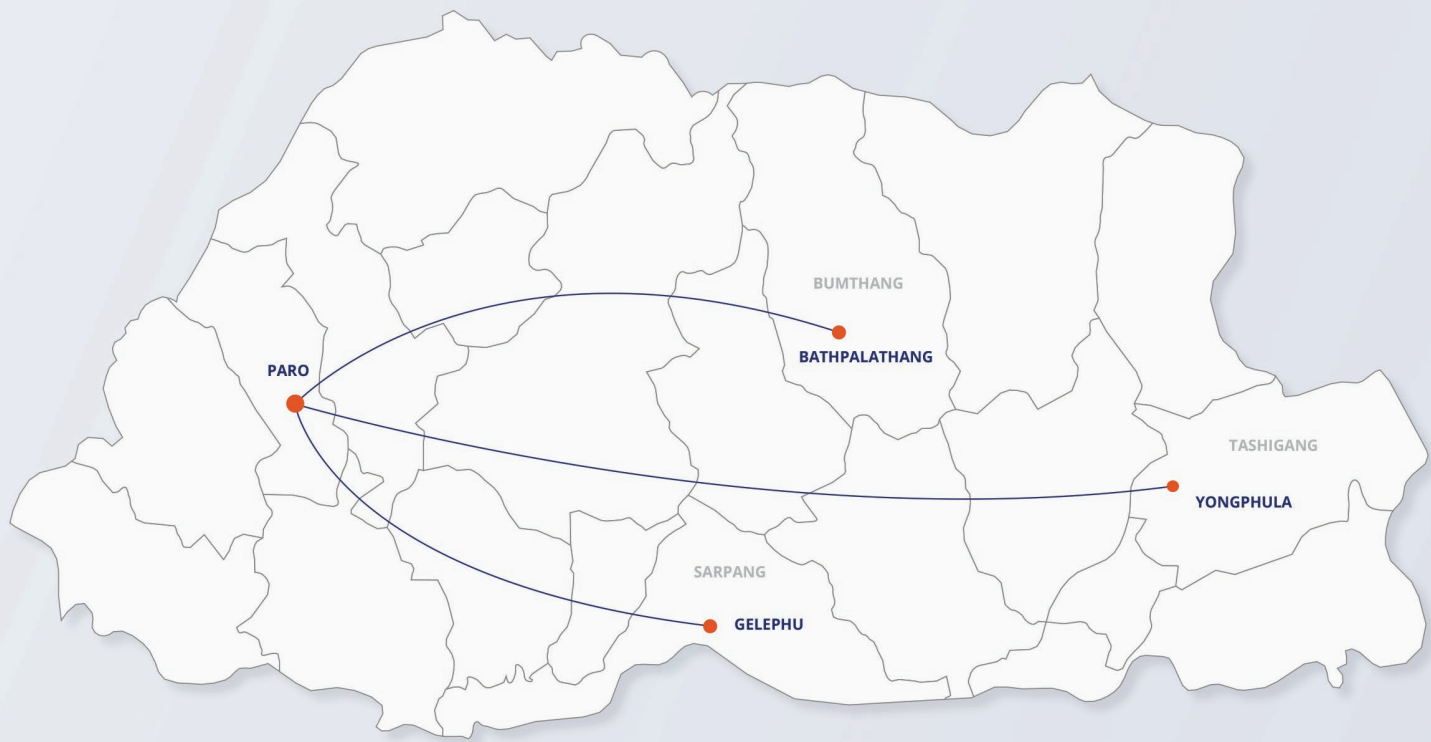 BUMTHANG
BATHPALATHANG
PARO
TASHIGANG
YONGPHULA
SARPANG
GELEPHU